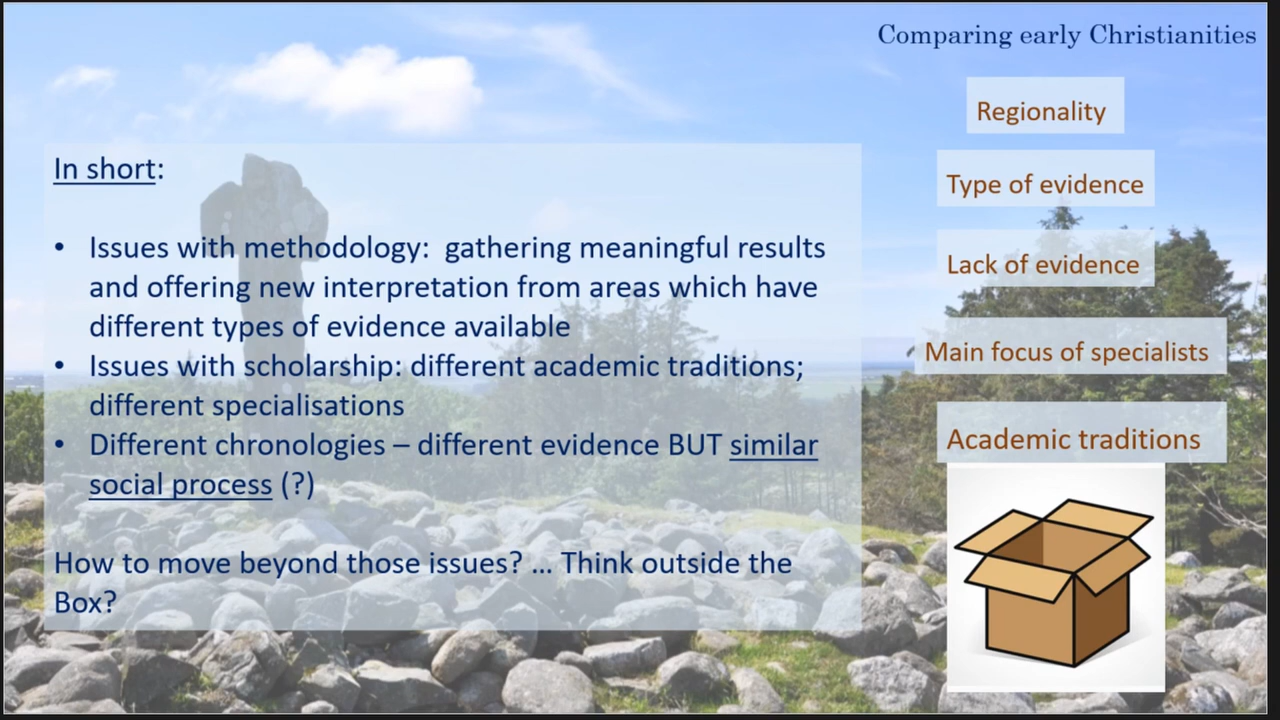 Comparing early Christianities
Regionality
Type of evidence
Lack of evidence
Main focus of specialists
Academic traditions
In short:
• Issues with methodology:  gathering meaningful results
and offering new interpretation from areas which have
different types of evidence available
• Issues with scholarship: different academic traditions;
different specialisations
• Different chronologies – different evidence BUT similar
social process (?)
How to move beyond those issues? … Think outside the
Box?